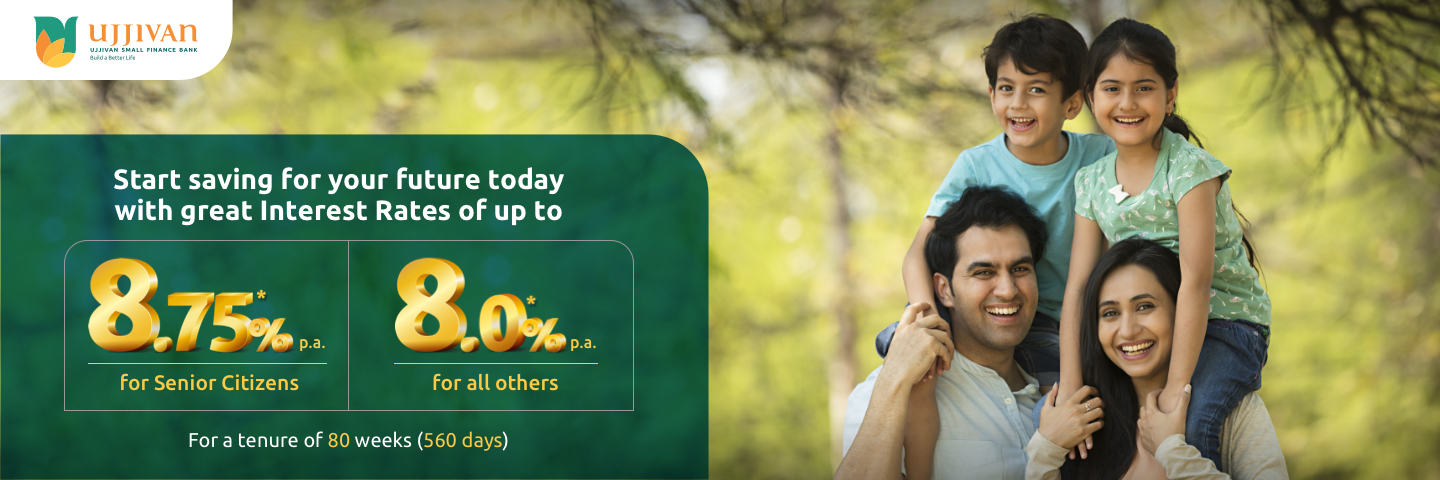 UJJIVAN
UJJIVAN SMALL FINANCE BANK
Build a Better Life
Start saving for your future today
with great Interest Rates of up to
8.75%* p.a.
for Senior Citizens
8.0%* p.a.
for all others
For a tenure of 80 weeks (560 days)